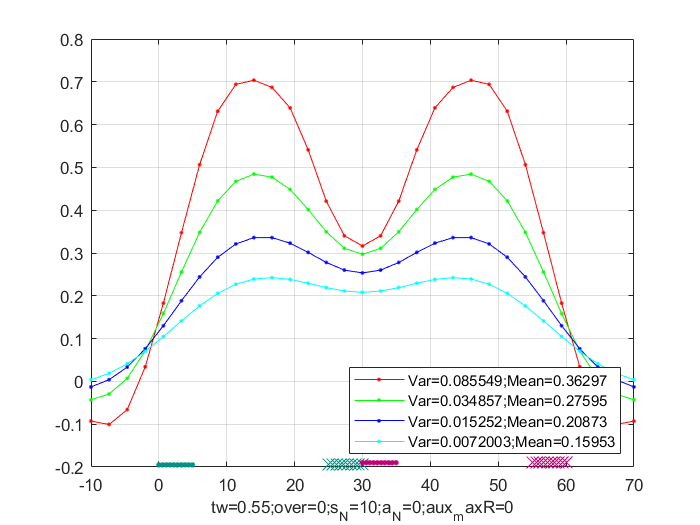 0.8
0.7
0.6
0.5
0.4
0.3
0.2
0.1
0
-0.1
-0.2
Var=0.085549;Mean=0.36297
Var=0.034857;Mean=0.27595
Var=0.015252;Mean=0.20873
Var=0.0072003;Mean=0.15953
-10 0 10 20 30 40 50 60 70
tw=0.55;over=0;s_N=10;a_N=0;aux_maxR=0